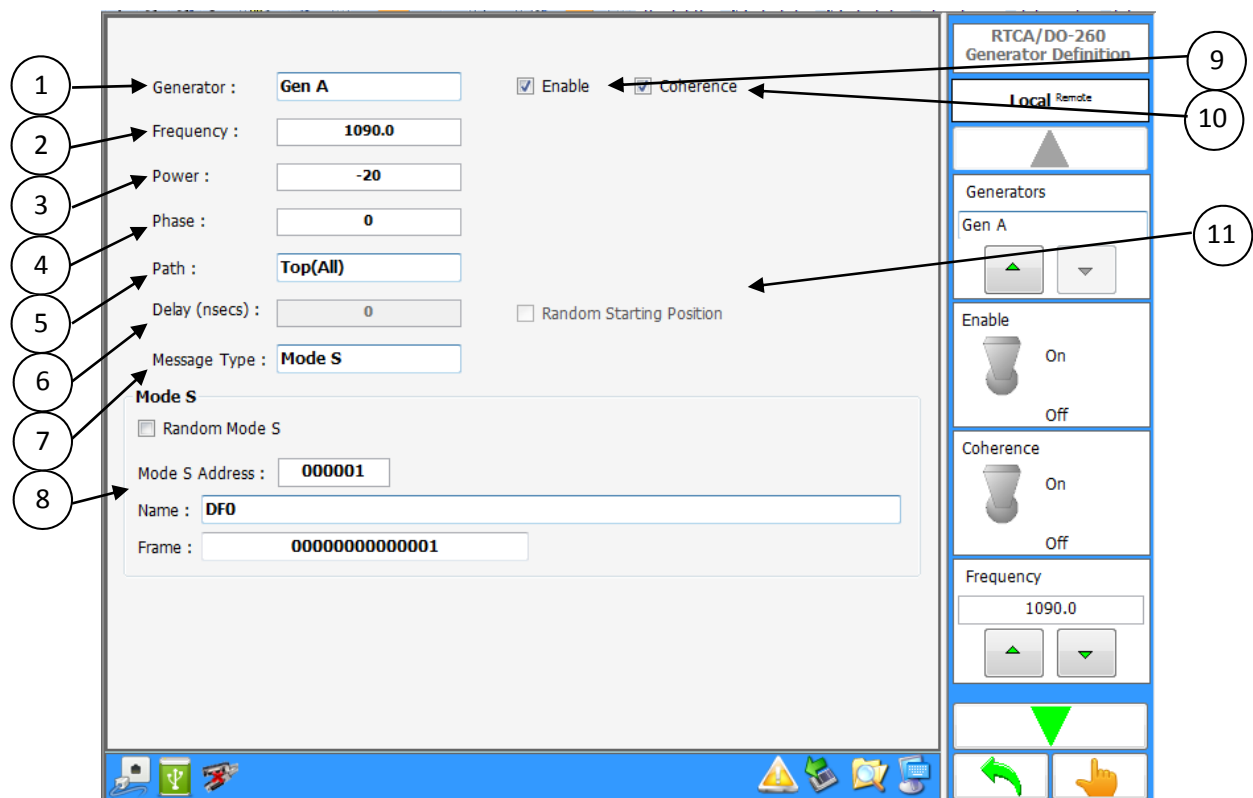 1 Generator : Gen A Enable Coherence 9
2 Frequency : 1090.0 10
3 Power : -20
4 Phase : 0 11
5 Path : Top(All)
6 Delay (nsecs) : 0 Random Starting Position
7 Message Type : Mode S
Mode S
Random Mode S
8 Mode S Address : 000001
Name : DF0
Frame : 00000000000001
RTCA/DO-260
Generator Definition
Local Remote
Generators
Gen A
Enable
On
Off
Coherence
On
Off
Frequency
1090.0